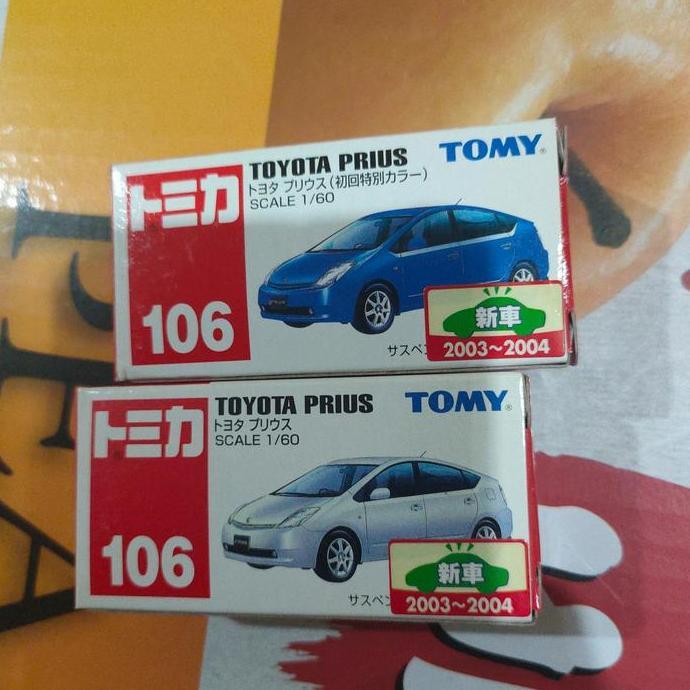 トミカ
106
TOYOTA PRIUS
トヨタ プリウス(初回特別カラー)
SCALE 1/60
TOMY
新車
2003~2004
サスペン
トミカ
106
TOYOTA PRIUS
トヨタ プリウス
SCALE 1/60
TOMY
新車
2003~2004
サスペン